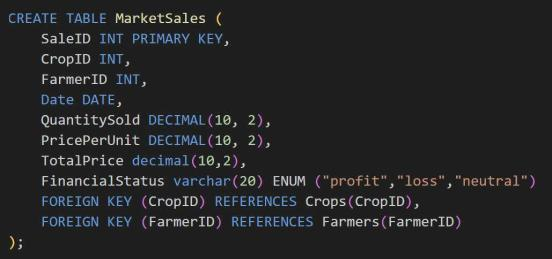 CREATE TABLE MarketSales (
    SaleID INT PRIMARY KEY,
    CropID INT,
    FarmerID INT,
    Date DATE,
    QuantitySold DECIMAL(10, 2),
    PricePerUnit DECIMAL(10, 2),
    TotalPrice decimal(10,2),
    FinancialStatus varchar(20) ENUM ("profit","loss","neutral")
    FOREIGN KEY (CropID) REFERENCES Crops(CropID),
    FOREIGN KEY (FarmerID) REFERENCES Farmers(FarmerID)
);